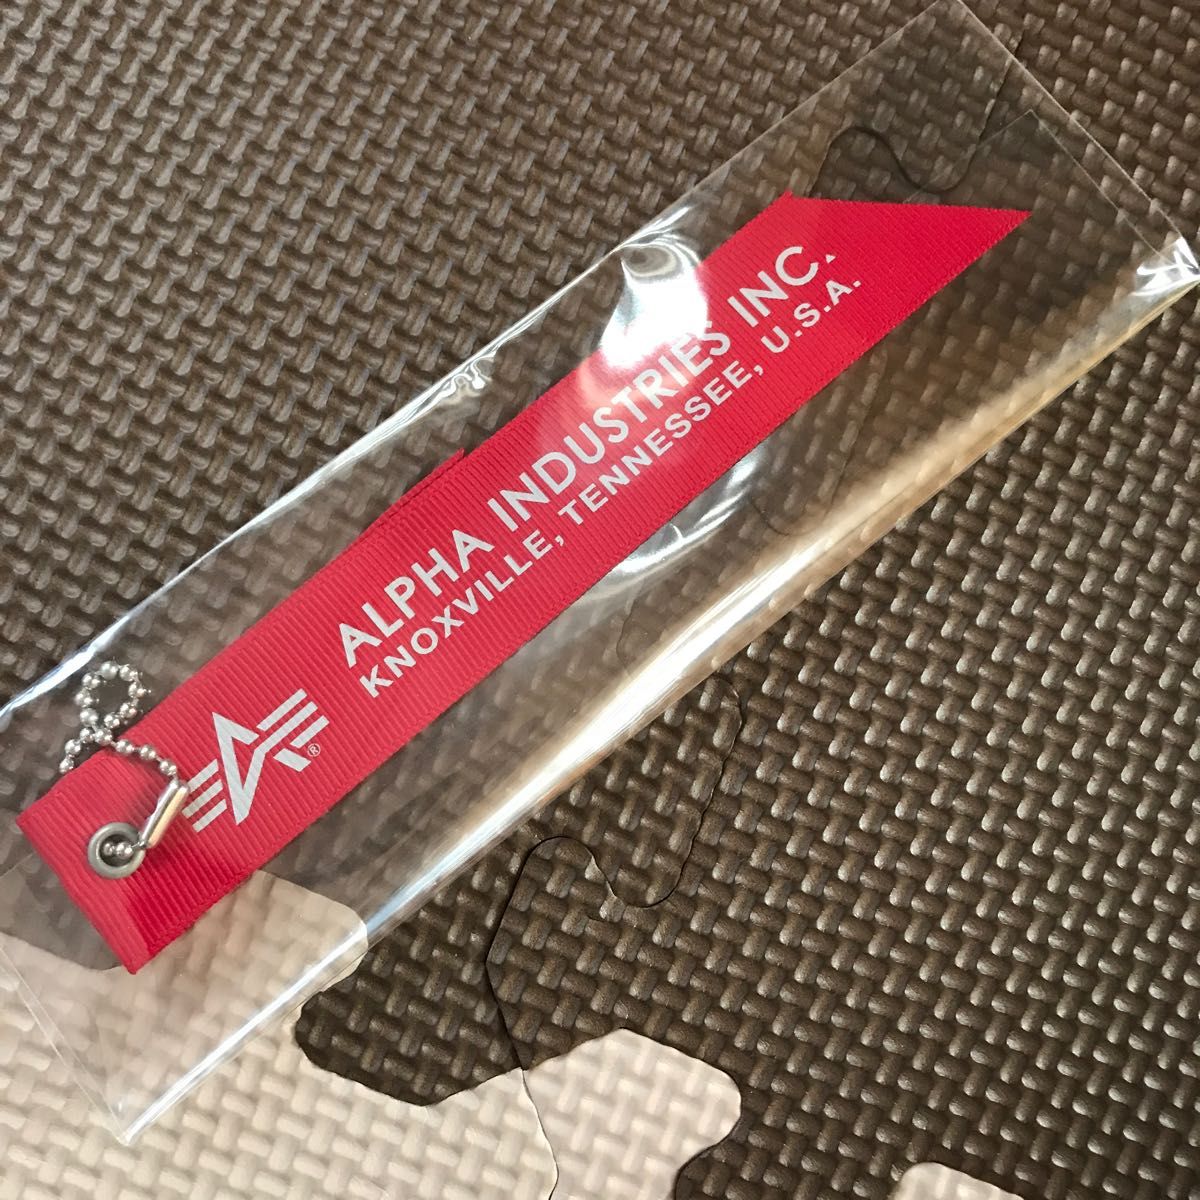 ALPHA INDUSTRIES INC.
KNOXVILLE, TENNESSEE, U.S.A.
®